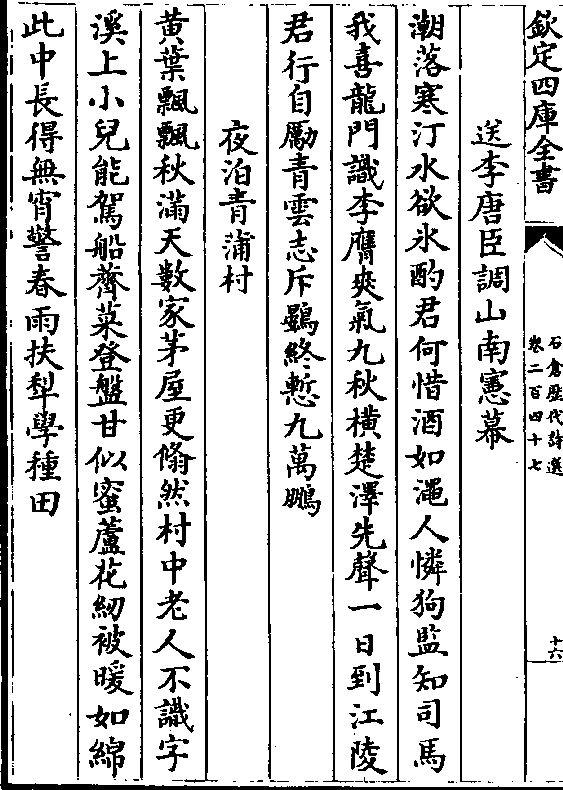 欽定四庫全書
石倉歷代詩選
卷二百四十七
十六
送李唐臣調山南憲幕
潮落寒汀水欲氷酌君何惜酒如澠人憐狗監知司馬
我喜龍門識李膺爽氣九秋橫楚澤先聲一日到江陵
君行自勵青雲志斥鷃終慙九萬鵬
夜泊青蒲村
黄葉飄飄秋滿天數家茅屋更翛然村中老人不識字
溪上小兒能駕船薺菜登盤甘似蜜蘆花紉被暖如綿
此中長得無宵警春雨扶犂學種田